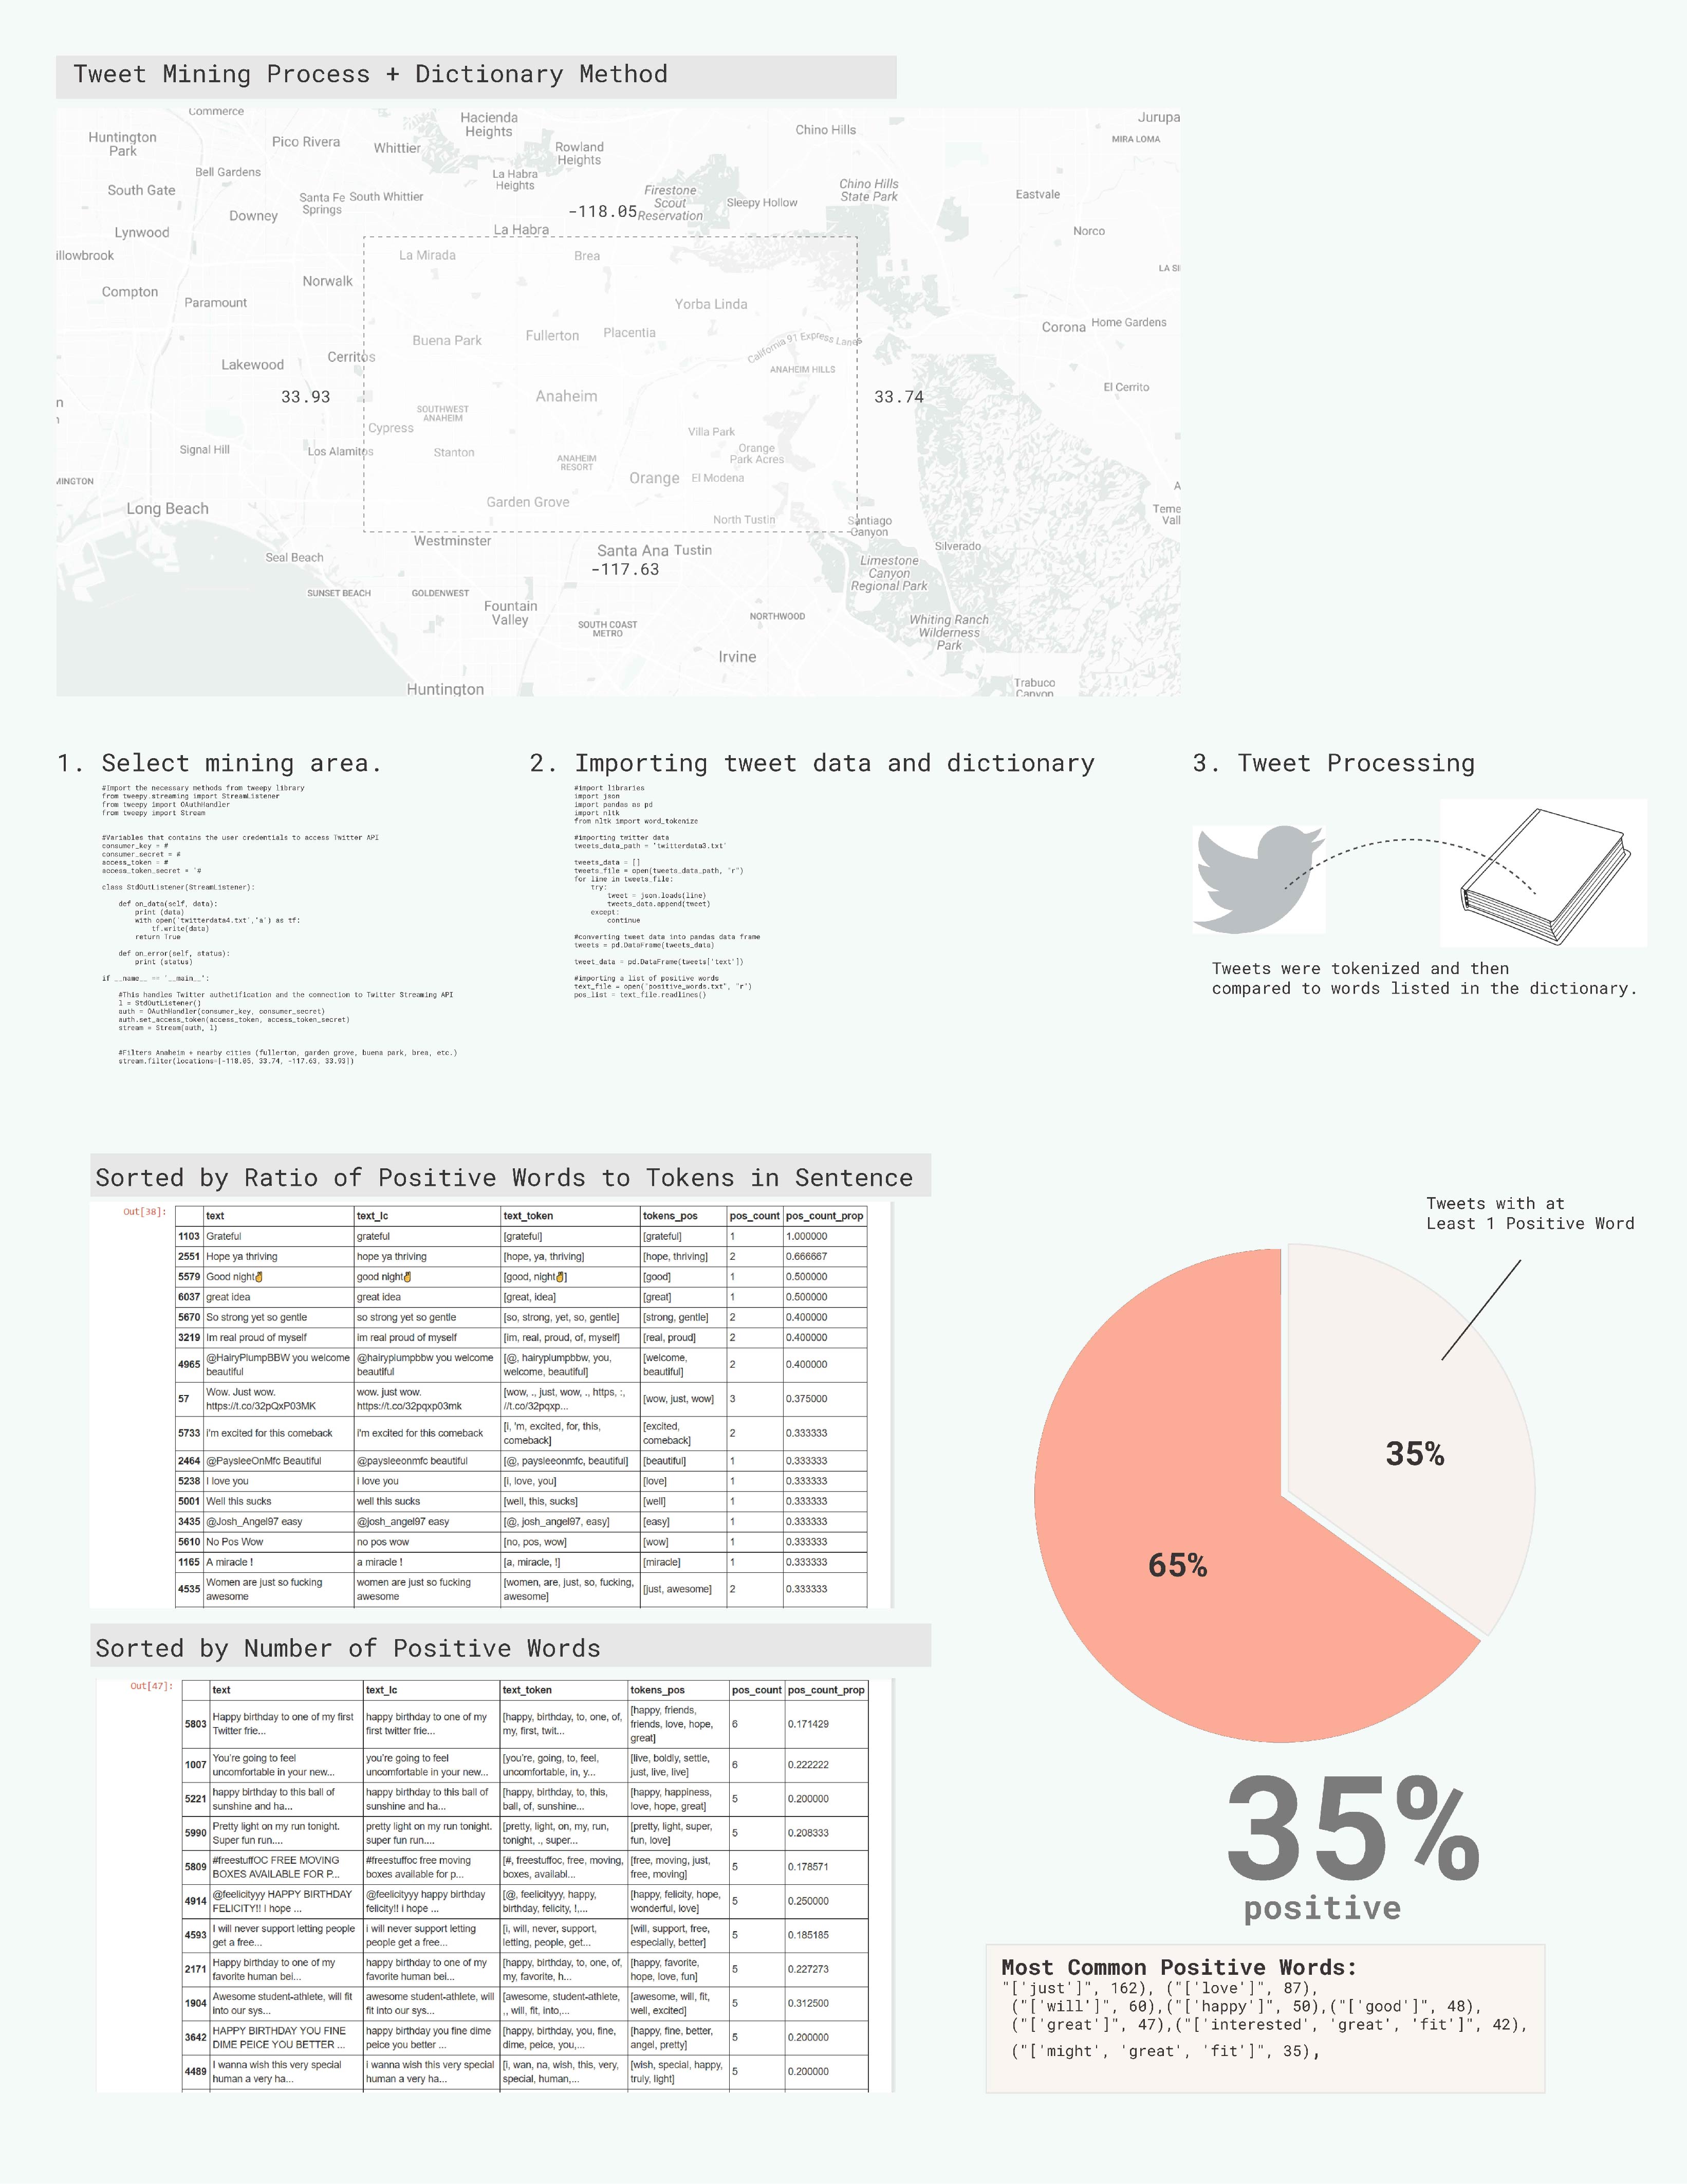 Tweet Mining Process + Dictionary Method
Commerce
Huntington
Park
Pico Rivera
Whittier
Hacienda
Heights
Rowland
Heights
Chino Hills
Jurupa
MIRA LOMA
Bell Gardens
South Gate
Santa Fe
Springs
South Whittier
La Habra
Heights
Firestone
Scout
Reservation
Sleepy Hollow
Chino Hills
State Park
Eastvale
Downey
-118.05
Lynwood
La Habra
Norco
illowbrook
La Mirada
Brea
LA SI
Compton
Paramount
Norwalk
Yorba Linda
Buena Park
Fullerton
Placentia
California 91 Express Lanes
Corona
Home Gardens
Lakewood
Cerritos
ANAHEIM HILLS
33.93
33.74
El Cerrito
n
Anaheim
SOUTHWEST
ANAHEIM
Cypress
Villa Park
Signal Hill
Los Alamitos
Stanton
ANAHEIM
RESORT
Orange
Park Acres
MINGTON
Orange
El Modena
A
Long Beach
Garden Grove
North Tustin
Santiago
Canyon
Teme
Vall
Westminster
Seal Beach
Santa Ana
Tustin
Silverado
-117.63
Limestone
Canyon
Regional Park
SUNSET BEACH
GOLDENWEST
Fountain
Valley
SOUTH COAST
METRO
NORTHWOOD
Whiting Ranch
Wilderness
Park
Irvine
Huntington
Trabuco
Canyon
1. Select mining area.
#Import the necessary methods from tweepy library
from tweepy.streaming import StreamListener
from tweepy import OAuthHandler
from tweepy import Stream
#Variables that contains the user credentials to access Twitter API
consumer_key = #
consumer_secret = #
access_token = #
access_token_secret = '#
class StdOutListener(StreamListener):
def on_data(self, data):
print (data)
with open('twitterdata4.txt','a') as tf:
tf.write(data)
return True
def on_error(self, status):
print (status)
if __name__ == '__main__':
#This handles Twitter authetification and the connection to Twitter Streaming API
l = StdOutListener()
auth = OAuthHandler(consumer_key, consumer_secret)
auth.set_access_token(access_token, access_token_secret)
stream = Stream(auth, l)
#Filters Anaheim + nearby cities (fullerton, garden grove, buena park, brea, etc.)
stream.filter(locations=[-118.05, 33.74, -117.63, 33.93])
2. Importing tweet data and dictionary
#import libraries
import json
import pandas as pd
import nltk
from nltk import word_tokenize
#importing twitter data
tweets_data_path = 'twitterdata3.txt'
tweets_data = []
tweets_file = open(tweets_data_path, "r")
for line in tweets_file:
try:
tweet = json.loads(line)
tweets_data.append(tweet)
except:
continue
#converting tweet data into pandas data frame
tweets = pd.DataFrame(tweets_data)
tweet_data = pd.DataFrame(tweets['text'])
#importing a list of positive words
text_file = open('positive_words.txt", "r")
pos_list = text_file.readlines()
3. Tweet Processing
Tweets were tokenized and then
compared to words listed in the dictionary.
Sorted by Ratio of Positive Words to Tokens in Sentence
Out[38]:
text text_lc text_token tokens_pos pos_count pos_count_prop
1103 Grateful grateful [grateful] [grateful] 1 1.000000
2551 Hope ya thriving hope ya thriving [hope, ya, thriving] [hope, thriving] 2 0.666667
5579 Good night✌ good night✌ [good, night✌] [good] 1 0.500000
6037 great idea great idea [great, idea] [great] 1 0.500000
5670 So strong yet so gentle so strong yet so gentle [so, strong, yet, so, gentle] [strong, gentle] 2 0.400000
3219 Im real proud of myself im real proud of myself [im, real, proud, of, myself] [real, proud] 2 0.400000
4965 @HairyPlumpBBW you welcome beautiful @hairyplumpbbw you welcome beautiful [@, hairyplumpbbw, you, welcome, beautiful] [welcome, beautiful] 2 0.400000
57 Wow. Just wow. https://t.co/32pQxP03MK wow. just wow. https://t.co/32pqxp03mk [wow, ., just, wow, ., https, :, //t.co/32pqxp... [wow, just, wow] 3 0.375000
5733 i'm excited for this comeback i'm excited for this comeback [i, 'm, excited, for, this, comeback] [excited, comeback] 2 0.333333
2464 @PaysleeOnMfc Beautiful @paysleeonmfc beautiful [@, paysleeonmfc, beautiful] [beautiful] 1 0.333333
5238 I love you i love you [i, love, you] [love] 1 0.333333
5001 Well this sucks well this sucks [well, this, sucks] [well] 1 0.333333
3435 @Josh_Angel97 easy @josh_angel97 easy [@, josh_angel97, easy] [easy] 1 0.333333
5610 No Pos Wow no pos wow [no, pos, wow] [wow] 1 0.333333
1165 A miracle ! a miracle ! [a, miracle, !] [miracle] 1 0.333333
4535 Women are just so fucking awesome women are just so fucking awesome [women, are, just, so, fucking, awesome] [just, awesome] 2 0.333333
Sorted by Number of Positive Words
Out[47]:
text text_lc text_token tokens_pos pos_count pos_count_prop
5803 Happy birthday to one of my first Twitter frie... happy birthday to one of my first twitter frie... [happy, birthday, to, one, of, my, first, twit... [happy, friends, friends, love, hope, great] 6 0.171429
1007 You're going to feel uncomfortable in your new... you're going to feel uncomfortable in your new... [you're, going, to, feel, uncomfortable, in, y... [live, boldly, settle, just, live, live] 6 0.222222
5221 happy birthday to this ball of sunshine and ha... happy birthday to this ball of sunshine and ha... [happy, birthday, to, this, ball, of, sunshine... [happy, happiness, love, hope, great] 5 0.200000
5990 Pretty light on my run tonight. Super fun run.... pretty light on my run tonight. super fun run.... [pretty, light, on, my, run, tonight, ., super... [pretty, light, super, fun, love] 5 0.208333
5809 #freestuffOC FREE MOVING BOXES AVAILABLE FOR P... #freestuffoc free moving boxes available for p... [#, freestuffoc, free, moving, boxes, availabl... [free, moving, just, free, moving] 5 0.178571
4914 @feelicityyy HAPPY BIRTHDAY FELICITY!! I hope ... @feelicityyy happy birthday felicity!! i hope ... [@, feelicityyy, happy, birthday, felicity, !,... [happy, felicity, hope, wonderful, love] 5 0.250000
4593 I will never support letting people get a free... i will never support letting people get a free... [i, will, never, support, letting, people, get... [will, support, free, especially, better] 5 0.185185
2171 Happy birthday to one of my favorite human bei... happy birthday to one of my favorite human bei... [happy, birthday, to, one, of, my, favorite, h... [happy, favorite, hope, love, fun] 5 0.227273
1904 Awesome student-athlete, will fit into our sys... awesome student-athlete, will fit into our sys... [awesome, student-athlete, ,, will, fit, into,... [awesome, will, fit, well, excited] 5 0.312500
3642 HAPPY BIRTHDAY YOU FINE DIME PEICE YOU BETTER ... happy birthday you fine dime peice you better ... [happy, birthday, you, fine, dime, peice, you,... [happy, fine, better, angel, pretty] 5 0.200000
4489 I wanna wish this very special human a very ha... i wanna wish this very special human a very ha... [i, wan, na, wish, this, very, special, human,... [wish, special, happy, truly, light] 5 0.200000
Tweets with at
Least 1 Positive Word
35%
65%
35%
positive
Most Common Positive Words:
"['just']", 162), ("['love']", 87),
("['will']", 60),("['happy']", 50),("['good']", 48),
("['great']", 47),("['interested', 'great', 'fit']", 42),
("['might', 'great', 'fit']", 35),